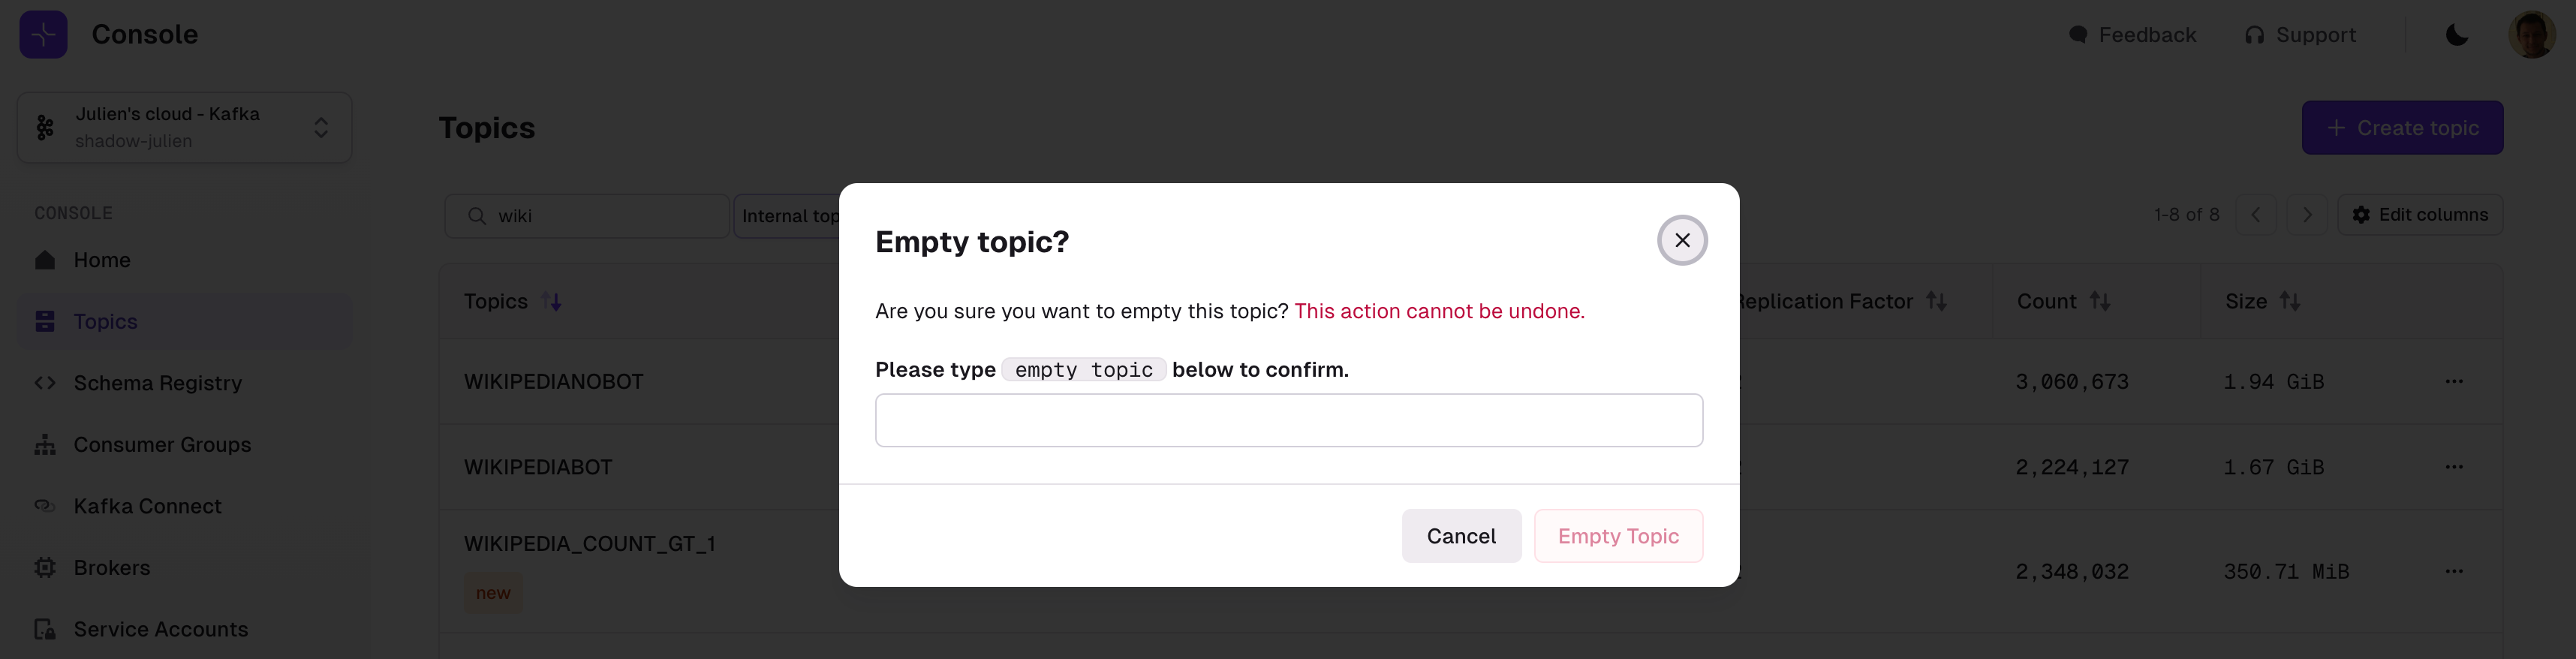 Console
Feedback
Support
Julien's cloud - Kafka
shadow-julien
CONSOLE
Home
Topics
Schema Registry
Consumer Groups
Kafka Connect
Brokers
Service Accounts
Topics
+ Create topic
wiki
Internal top
1-8 of 8
Edit columns
Topics
Replication Factor
Count
Size
WIKIPEDIANOBOT
3,060,673
1.94 GiB
WIKIPEDIABOT
2,224,127
1.67 GiB
WIKIPEDIA_COUNT_GT_1
new
2,348,032
350.71 MiB
Empty topic?
Are you sure you want to empty this topic? This action cannot be undone.
Please type empty topic below to confirm.
Cancel
Empty Topic